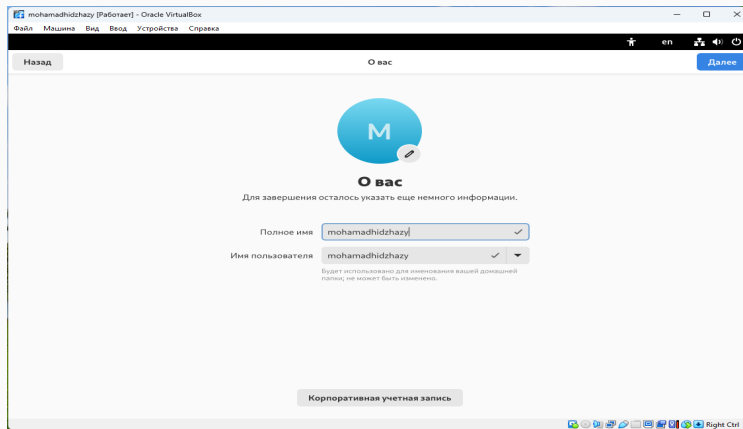 mohamadhidzhazy [Работает] - Oracle VirtualBox
Файл Машина Вид Ввод Устройства Справка
en
Назад О вас Далее
M
О вас
Для завершения осталось указать еще немного информации.
Полное имя mohamadhidzhazy
Имя пользователя mohamadhidzhazy
Будет использовано для именования вашей домашней
папки; не может быть изменено.
Корпоративная учетная запись
Right Ctrl